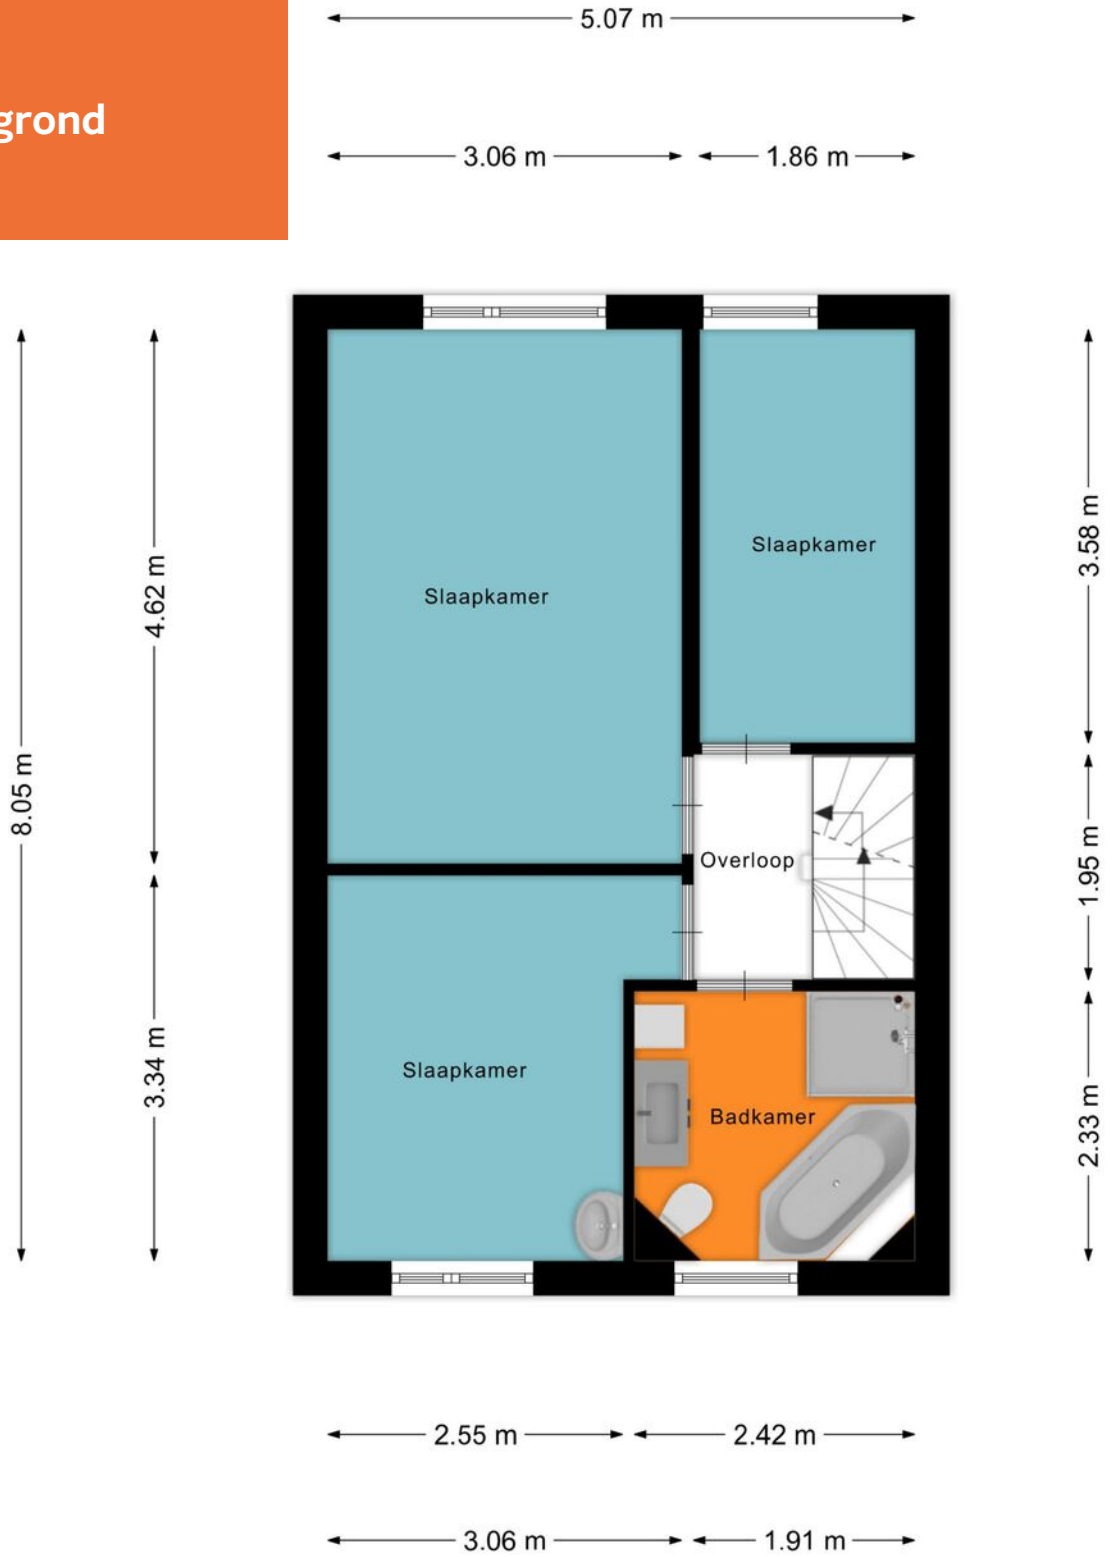 5.07 m
grond
3.06 m
1.86 m
Slaapkamer
3.58 m
4.62 m
Slaapkamer
8.05 m
Overloop
1.95 m
3.34 m
Slaapkamer
Badkamer
2.33 m
2.55 m
2.42 m
3.06 m
1.91 m